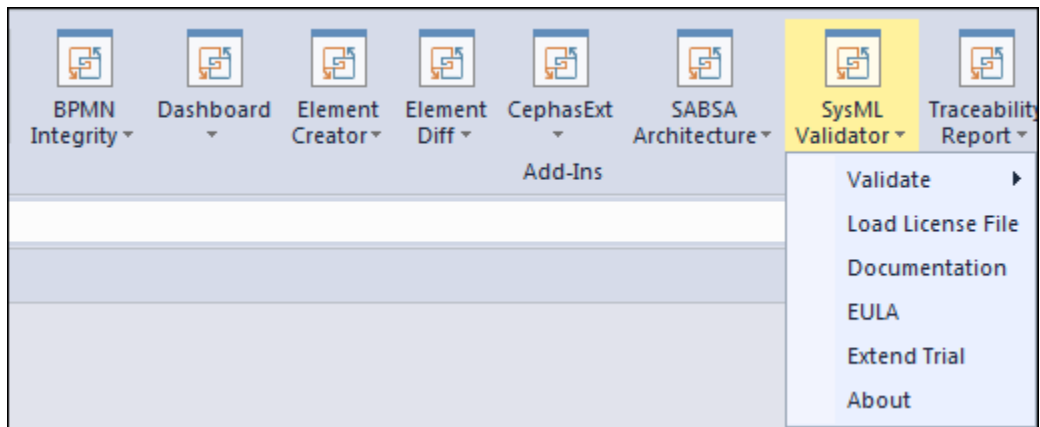 BPMN
Integrity
Dashboard
Element
Creator
Element
Diff
CephasExt
SABSA
Architecture
SysML
Validator
Traceability
Report
Add-Ins
Validate
Load License File
Documentation
EULA
Extend Trial
About